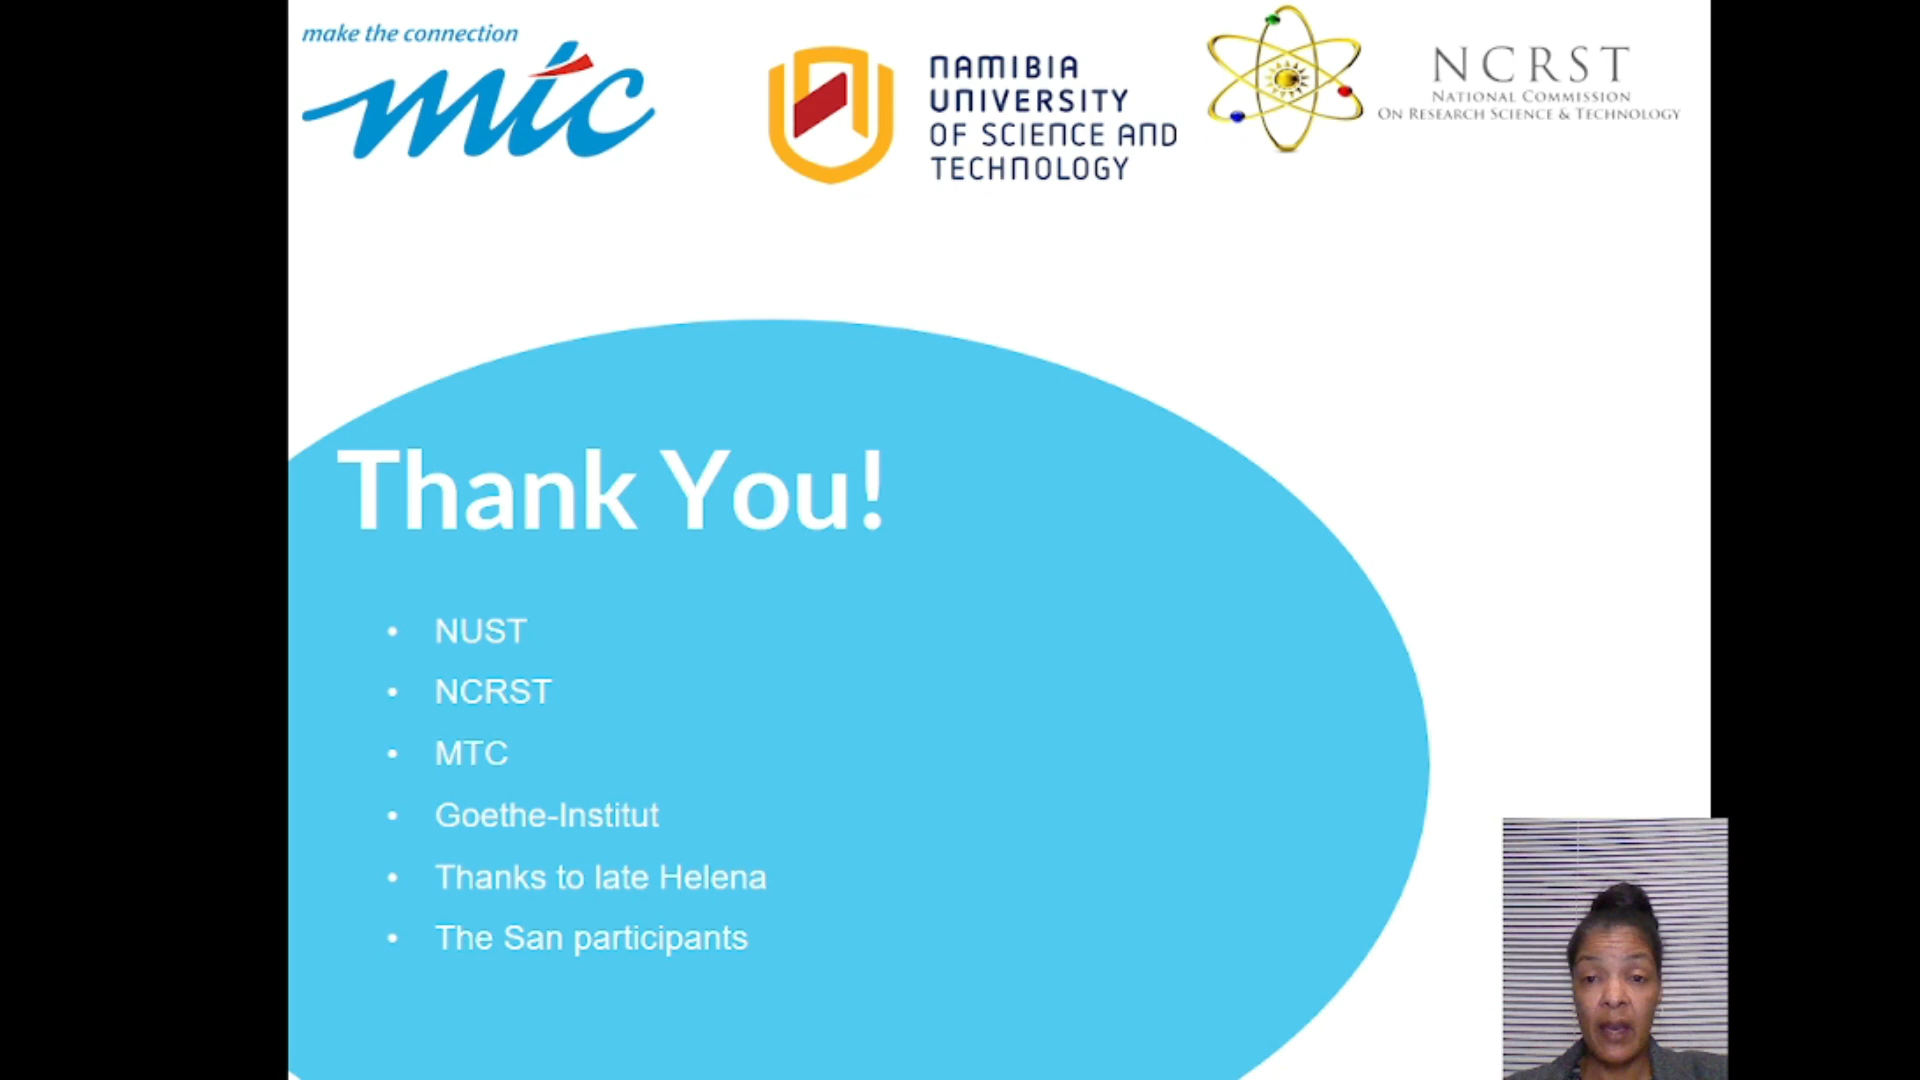 make the connection
mtc
NAMIBIA
UNIVERSITY
OF SCIENCE AND
TECHNOLOGY
NCRST
NATIONAL COMMISSION
ON RESEARCH SCIENCE & TECHNOLOGY
Thank You!
• NUST
• NCRST
• MTC
• Goethe-Institut
• Thanks to late Helena
• The San participants